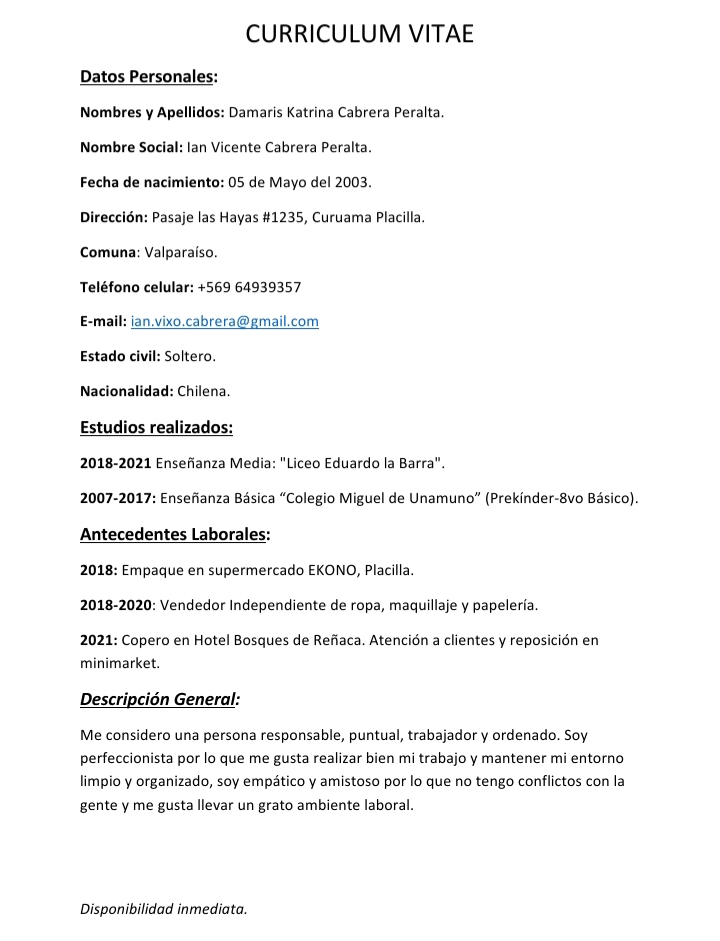 CURRICULUM VITAE
Datos Personales:
Nombres y Apellidos: Damaris Katrina Cabrera Peralta.
Nombre Social: Ian Vicente Cabrera Peralta.
Fecha de nacimiento: 05 de Mayo del 2003.
Dirección: Pasaje las Hayas #1235, Curuama Placilla.
Comuna: Valparaíso.
Teléfono celular: +569 64939357
E-mail: ian.vixo.cabrera@gmail.com
Estado civil: Soltero.
Nacionalidad: Chilena.
Estudios realizados:
2018-2021 Enseñanza Media: "Liceo Eduardo la Barra".
2007-2017: Enseñanza Básica “Colegio Miguel de Unamuno” (Prekínder-8vo Básico).
Antecedentes Laborales:
2018: Empaque en supermercado EKONO, Placilla.
2018-2020: Vendedor Independiente de ropa, maquillaje y papelería.
2021: Copero en Hotel Bosques de Reñaca. Atención a clientes y reposición en
minimarket.
Descripción General:
Me considero una persona responsable, puntual, trabajador y ordenado. Soy
perfeccionista por lo que me gusta realizar bien mi trabajo y mantener mi entorno
limpio y organizado, soy empático y amistoso por lo que no tengo conflictos con la
gente y me gusta llevar un grato ambiente laboral.
Disponibilidad inmediata.